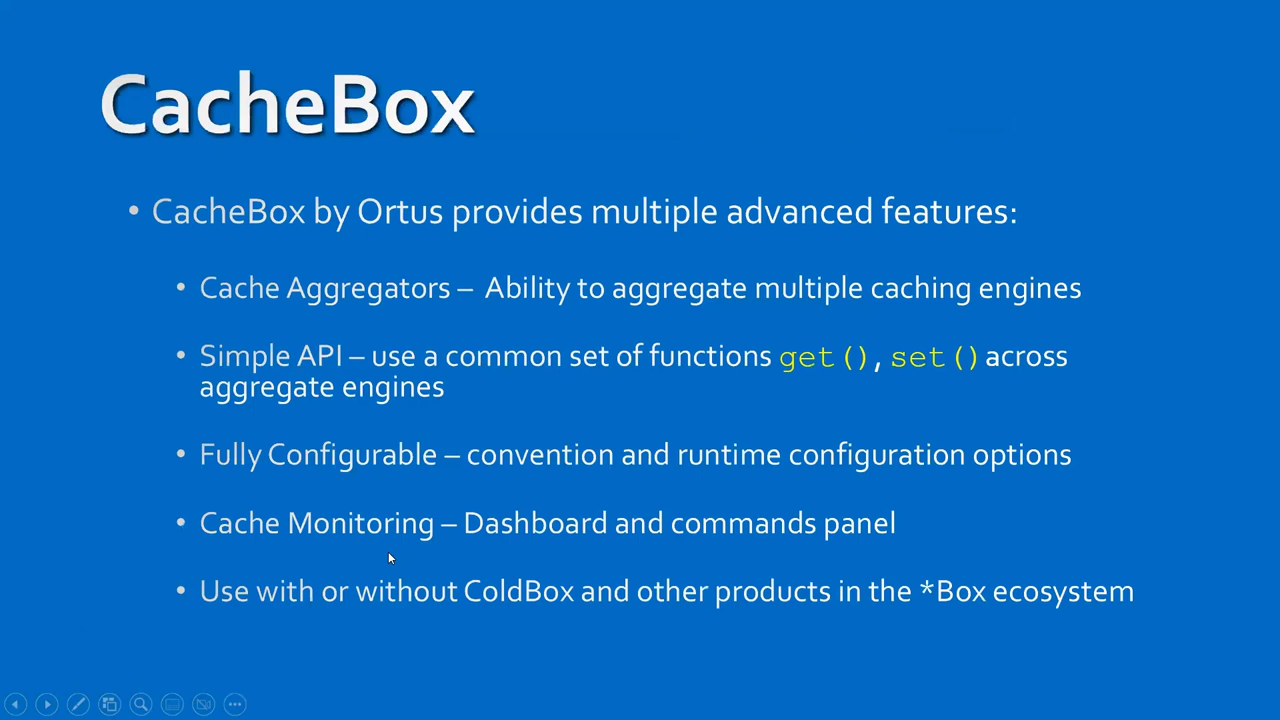 CacheBox
• CacheBox by Ortus provides multiple advanced features:
• Cache Aggregators – Ability to aggregate multiple caching engines
• Simple API – use a common set of functions get(), set() across
aggregate engines
• Fully Configurable – convention and runtime configuration options
• Cache Monitoring – Dashboard and commands panel
• Use with or without ColdBox and other products in the *Box ecosystem